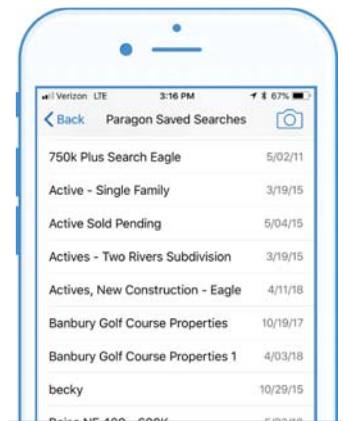 Verizon LTE 3:16 PM 67%
Back Paragon Saved Searches
750k Plus Search Eagle 5/02/11
Active - Single Family 3/19/15
Active Sold Pending 5/04/15
Actives - Two Rivers Subdivision 3/19/15
Actives, New Construction - Eagle 4/11/18
Banbury Golf Course Properties 10/19/17
Banbury Golf Course Properties 1 4/03/18
becky 10/29/15